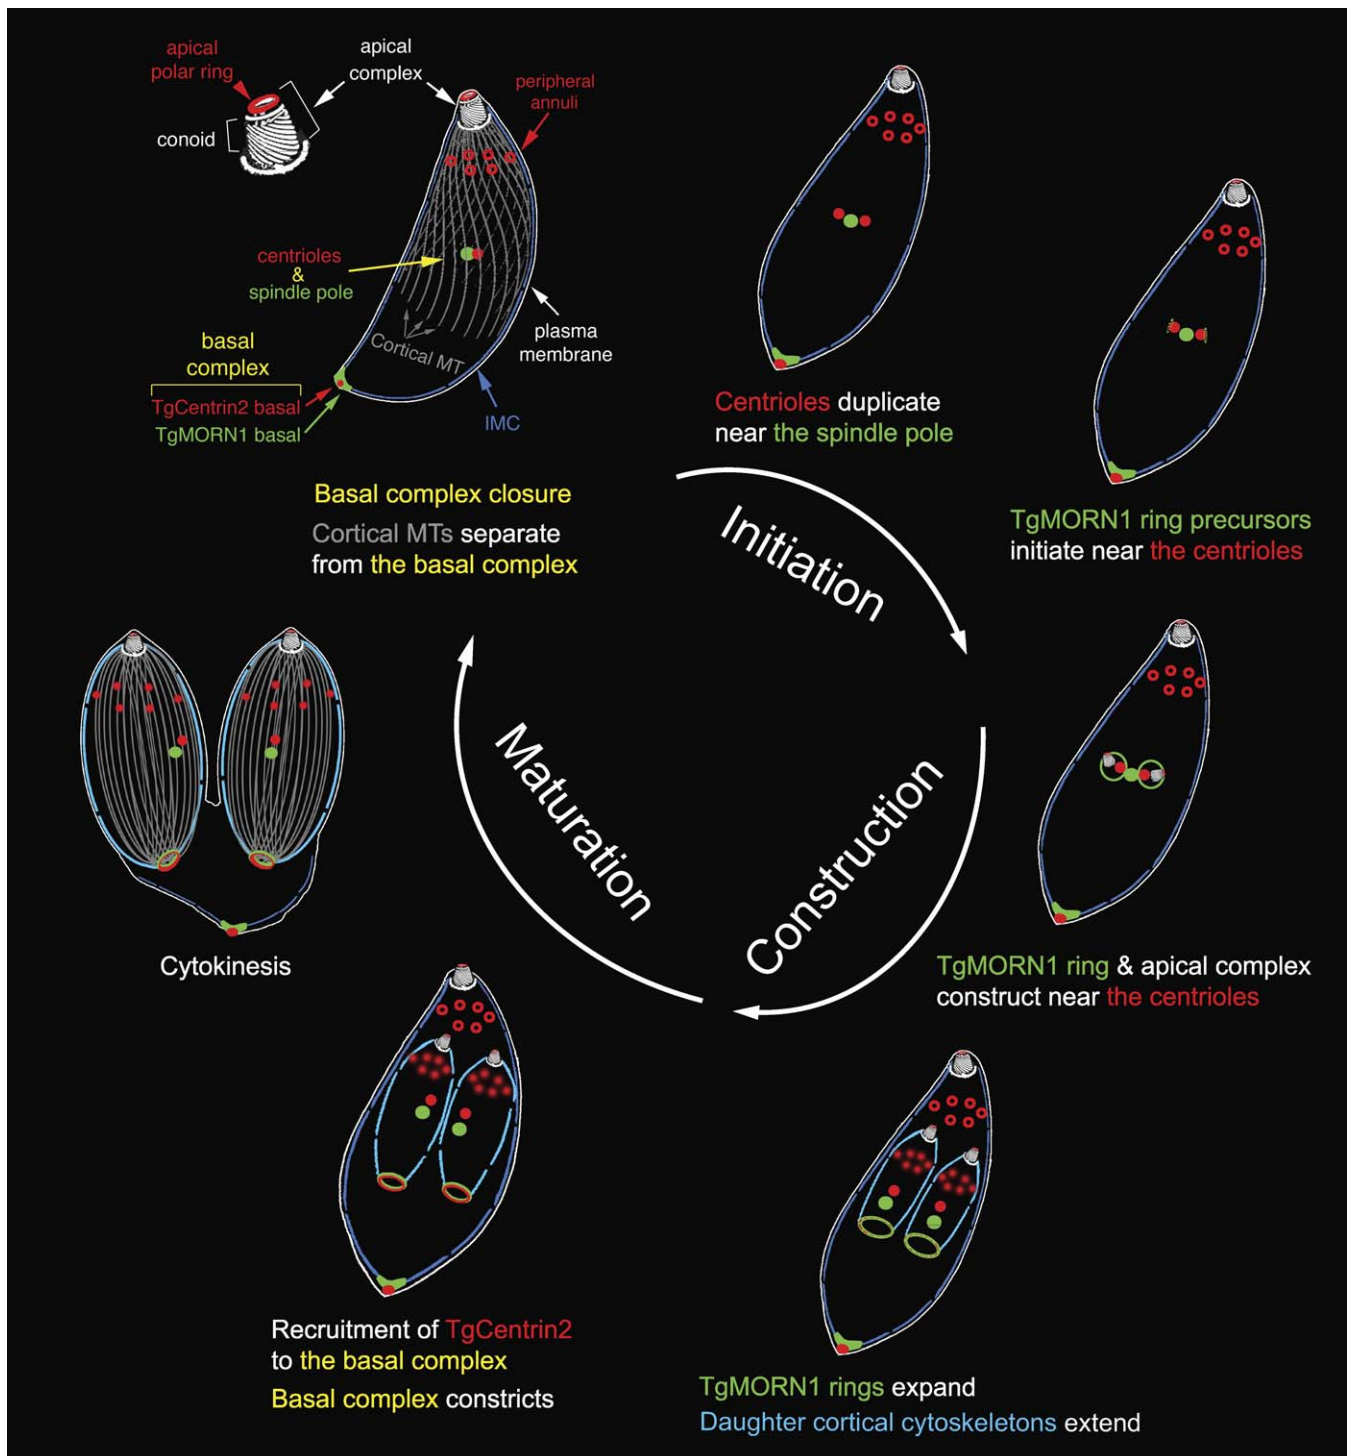 apical
polar ring
conoid
apical
complex
peripheral
annuli
centrioles
&
spindle pole
plasma
membrane
Cortical MT
basal
complex
TgCentrin2 basal
TgMORN1 basal
IMC
Basal complex closure
Cortical MTs separate
from the basal complex
Centrioles duplicate
near the spindle pole
TgMORN1 ring precursors
initiate near the centrioles
Initiation
Construction
Maturation
TgMORN1 ring & apical complex
construct near the centrioles
TgMORN1 rings expand
Daughter cortical cytoskeletons extend
Recruitment of TgCentrin2
to the basal complex
Basal complex constricts
Cytokinesis